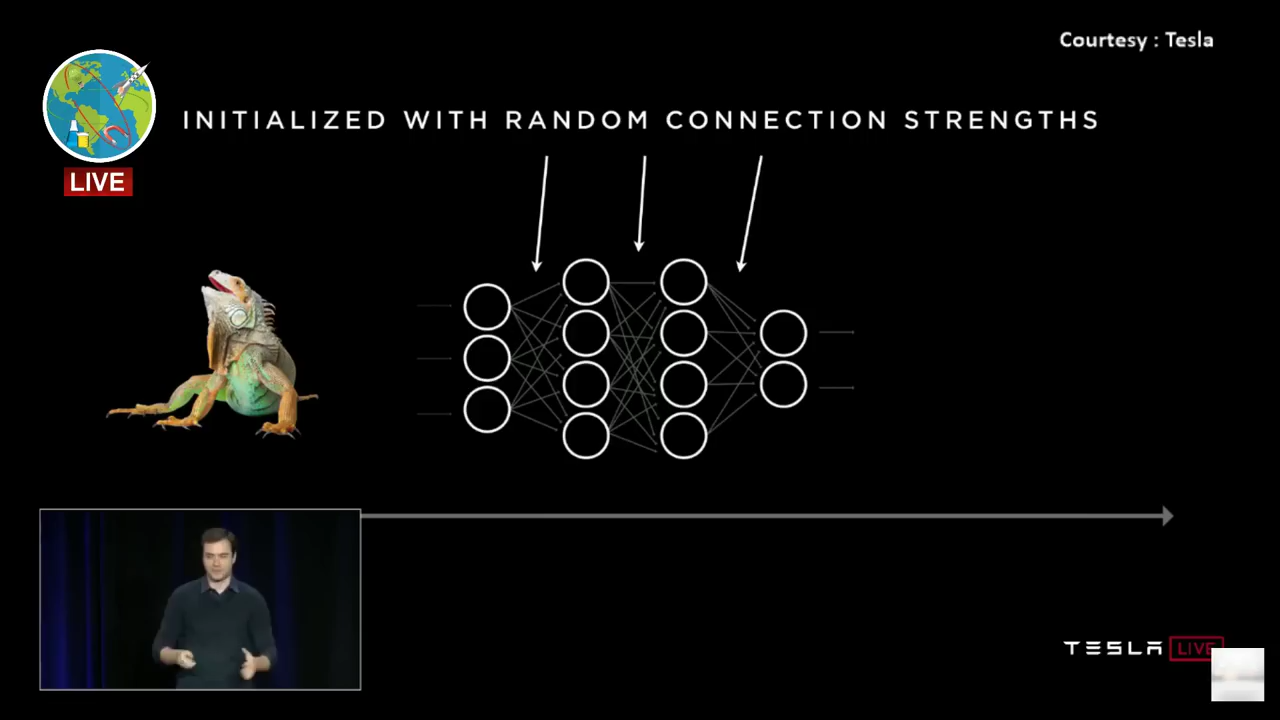 Courtesy : Tesla
INITIALIZED WITH RANDOM CONNECTION STRENGTHS
LIVE
TESLA LIVE